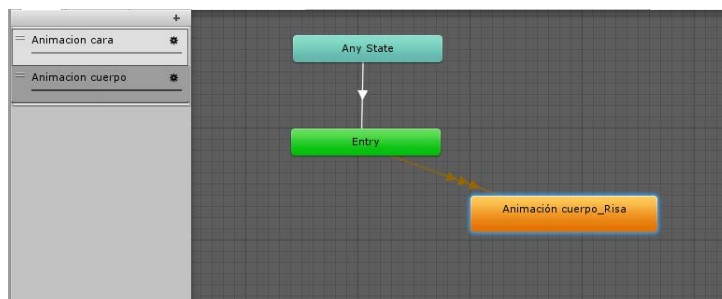 Animacion cara
Animacion cuerpo
Any State
Entry
Animación cuerpo_Risa